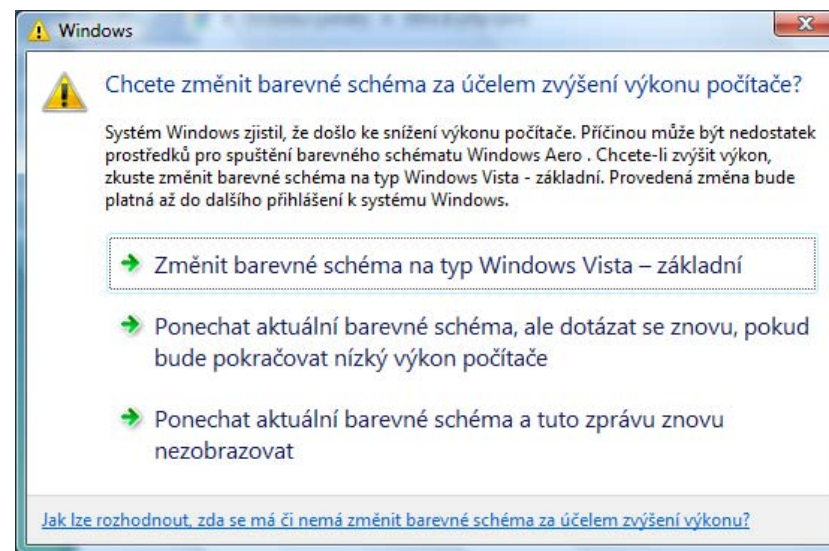 Windows
Chcete změnit barevné schéma za účelem zvýšení výkonu počítače?
Systém Windows zjistil, že došlo ke snížení výkonu počítače. Příčinou může být nedostatek
prostředků pro spuštění barevného schématu Windows Aero . Chcete-li zvýšit výkon,
zkuste změnit barevné schéma na typ Windows Vista - základní. Provedená změna bude
platná až do dalšího přihlášení k systému Windows.
Změnit barevné schéma na typ Windows Vista – základní
Ponechat aktuální barevné schéma, ale dotázat se znovu, pokud
bude pokračovat nízký výkon počítače
Ponechat aktuální barevné schéma a tuto zprávu znovu
nezobrazovat
Jak lze rozhodnout, zda se má či nemá změnit barevné schéma za účelem zvýšení výkonu?